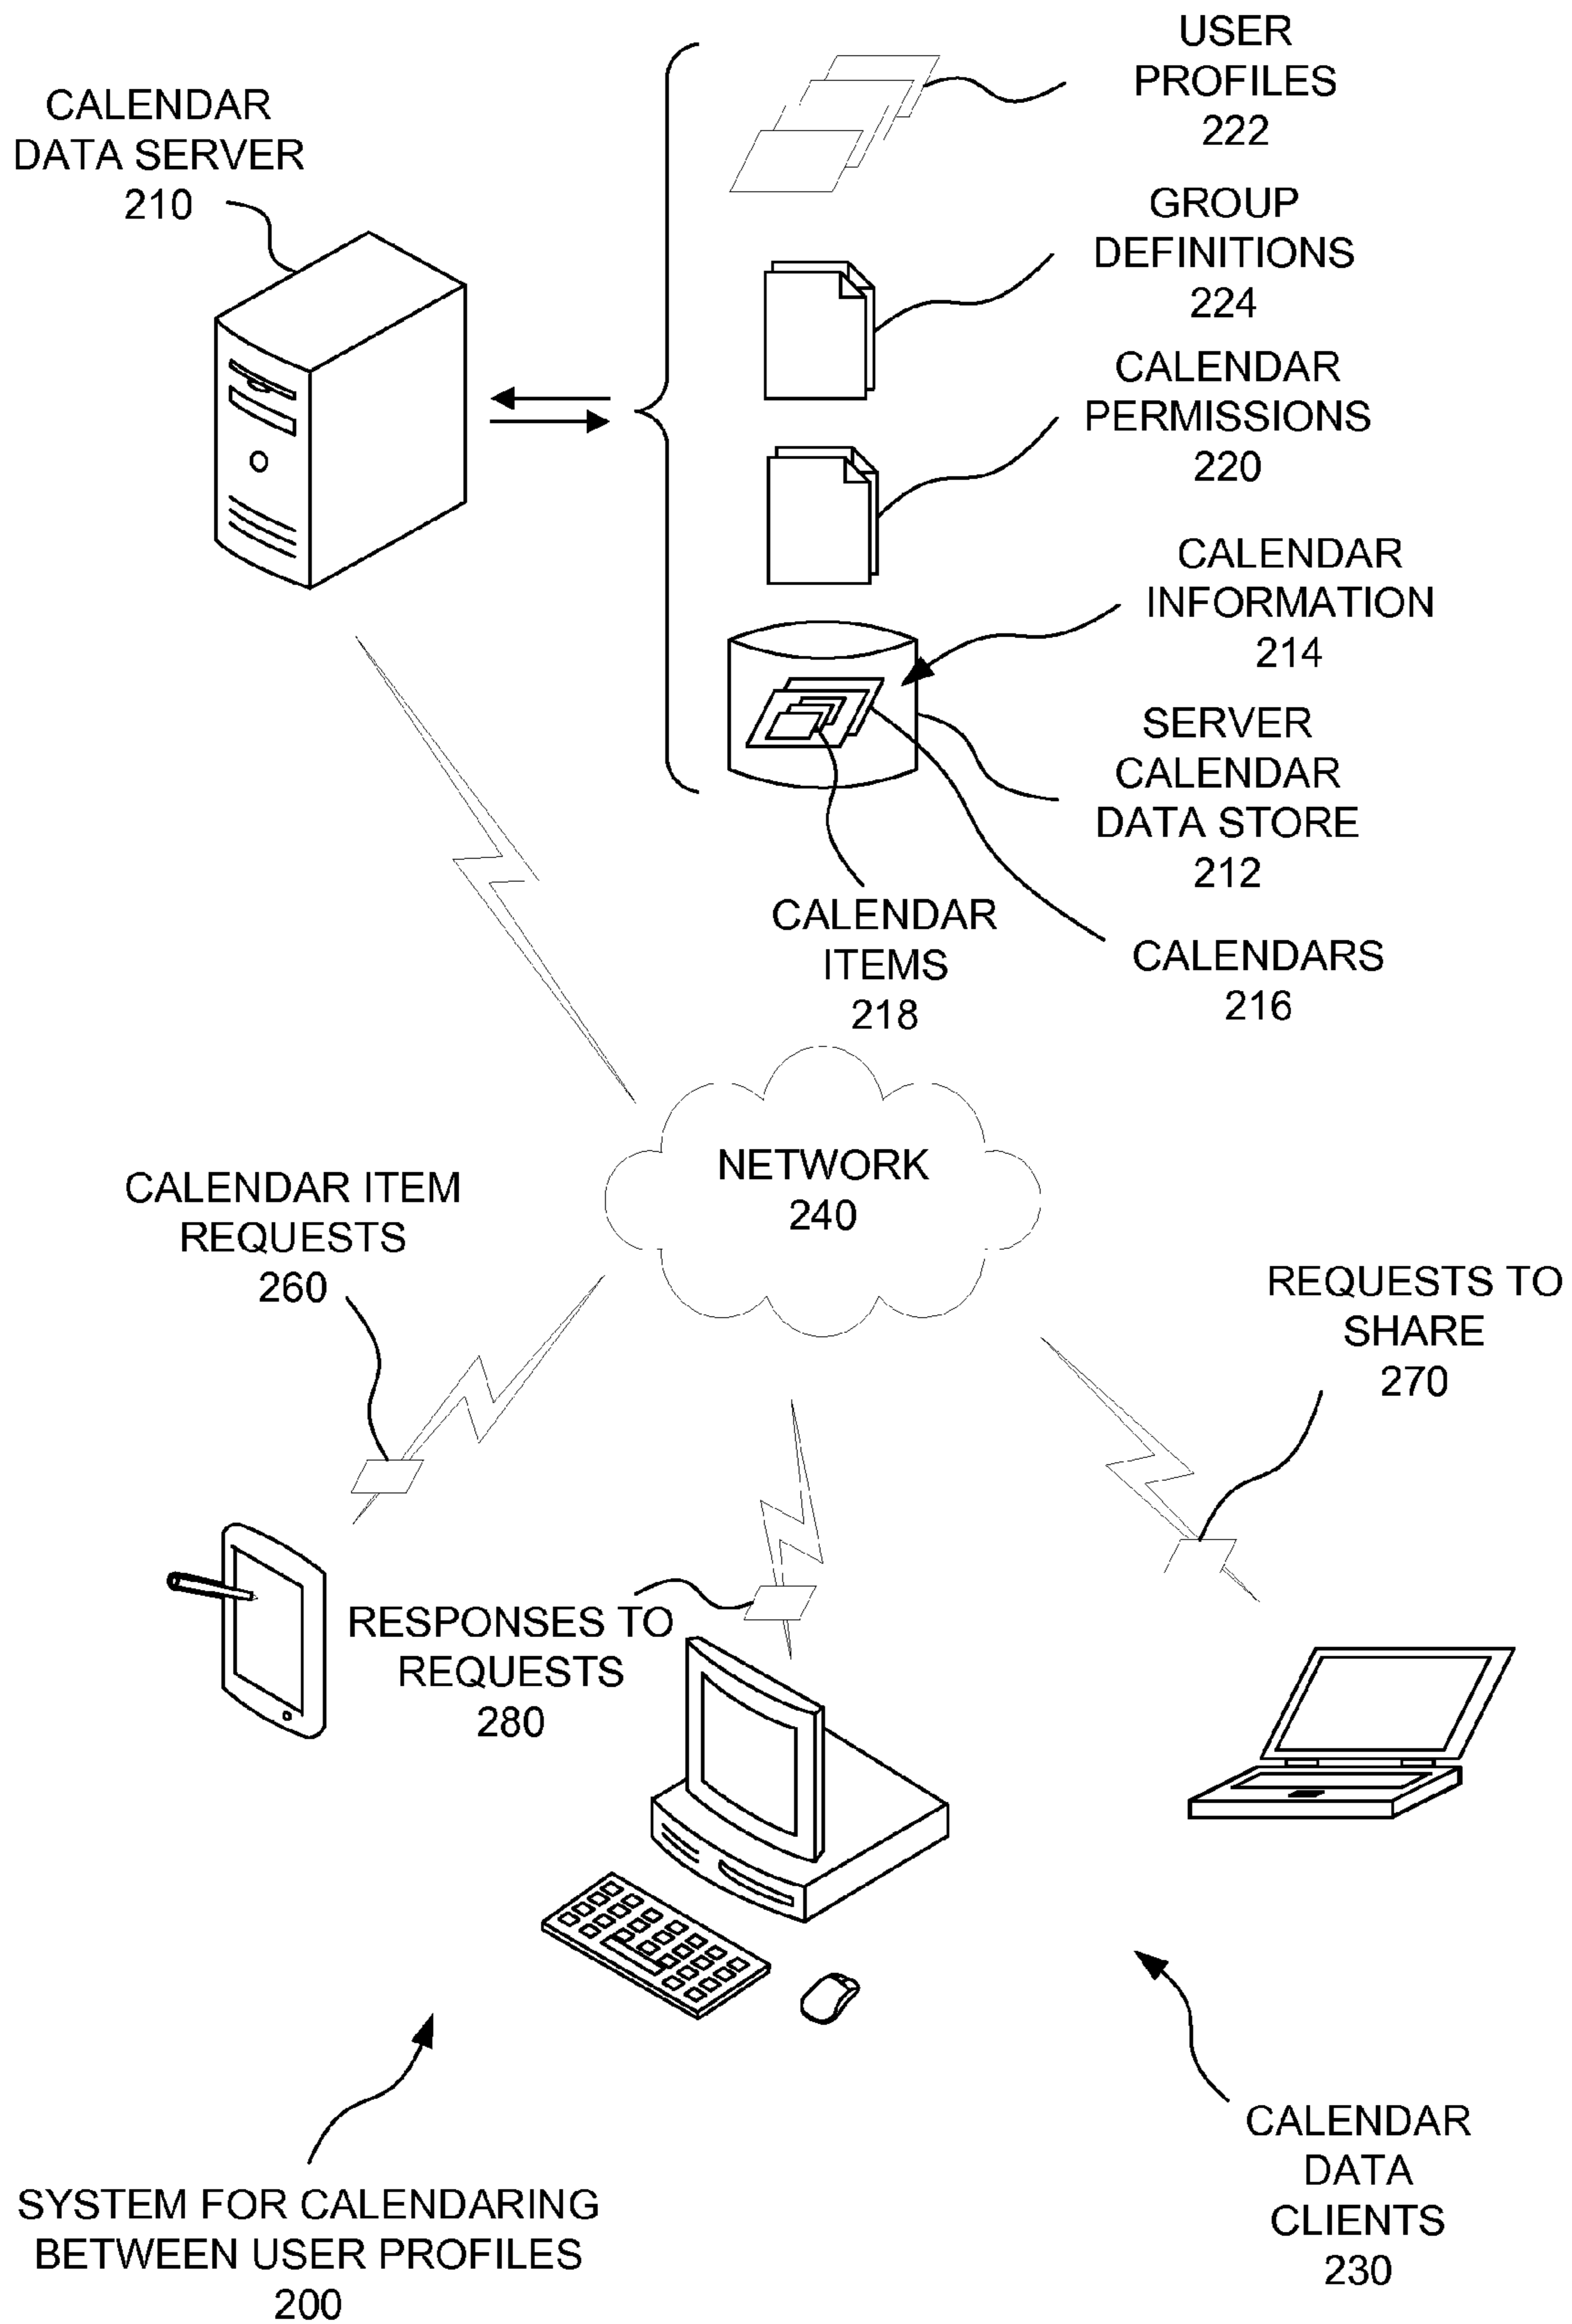 USER
PROFILES
222
CALENDAR
DATA SERVER
210
GROUP
DEFINITIONS
224
CALENDAR
PERMISSIONS
220
CALENDAR
INFORMATION
214
SERVER
CALENDAR
DATA STORE
212
CALENDAR
ITEMS
218
CALENDARS
216
NETWORK
240
CALENDAR ITEM
REQUESTS
260
REQUESTS TO
SHARE
270
RESPONSES TO
REQUESTS
280
CALENDAR
DATA
CLIENTS
230
SYSTEM FOR CALENDARING
BETWEEN USER PROFILES
200